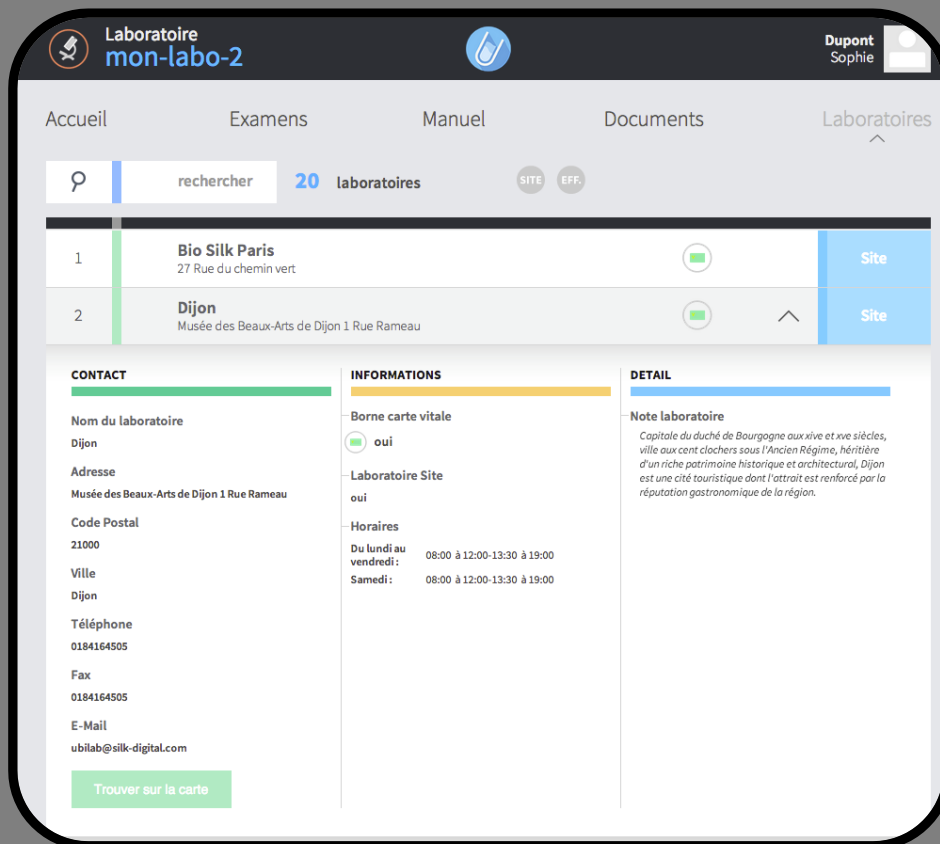 Laboratoire
mon-labo-2
Dupont
Sophie
Accueil
Examens
Manuel
Documents
Laboratoires
rechercher
20 laboratoires
SITE
EFF.
1
Bio Silk Paris
27 Rue du chemin vert
Site
2
Dijon
Musée des Beaux-Arts de Dijon 1 Rue Rameau
Site
CONTACT
Nom du laboratoire
Dijon
Adresse
Musée des Beaux-Arts de Dijon 1 Rue Rameau
Code Postal
21000
Ville
Dijon
Téléphone
0184164505
Fax
0184164505
E-Mail
ubilab@silk-digital.com
Trouver sur la carte
INFORMATIONS
Borne carte vitale
oui
Laboratoire Site
oui
Horaires
Du lundi au
vendredi :
08:00 à 12:00-13:30 à 19:00
Samedi :
08:00 à 12:00-13:30 à 19:00
DETAIL
Note laboratoire
Capitale du duché de Bourgogne aux xive et xve siècles,
ville aux cent clochers sous l'Ancien Régime, héritière
d'un riche patrimoine historique et architectural, Dijon
est une cité touristique dont l'attrait est renforcé par la
réputation gastronomique de la région.